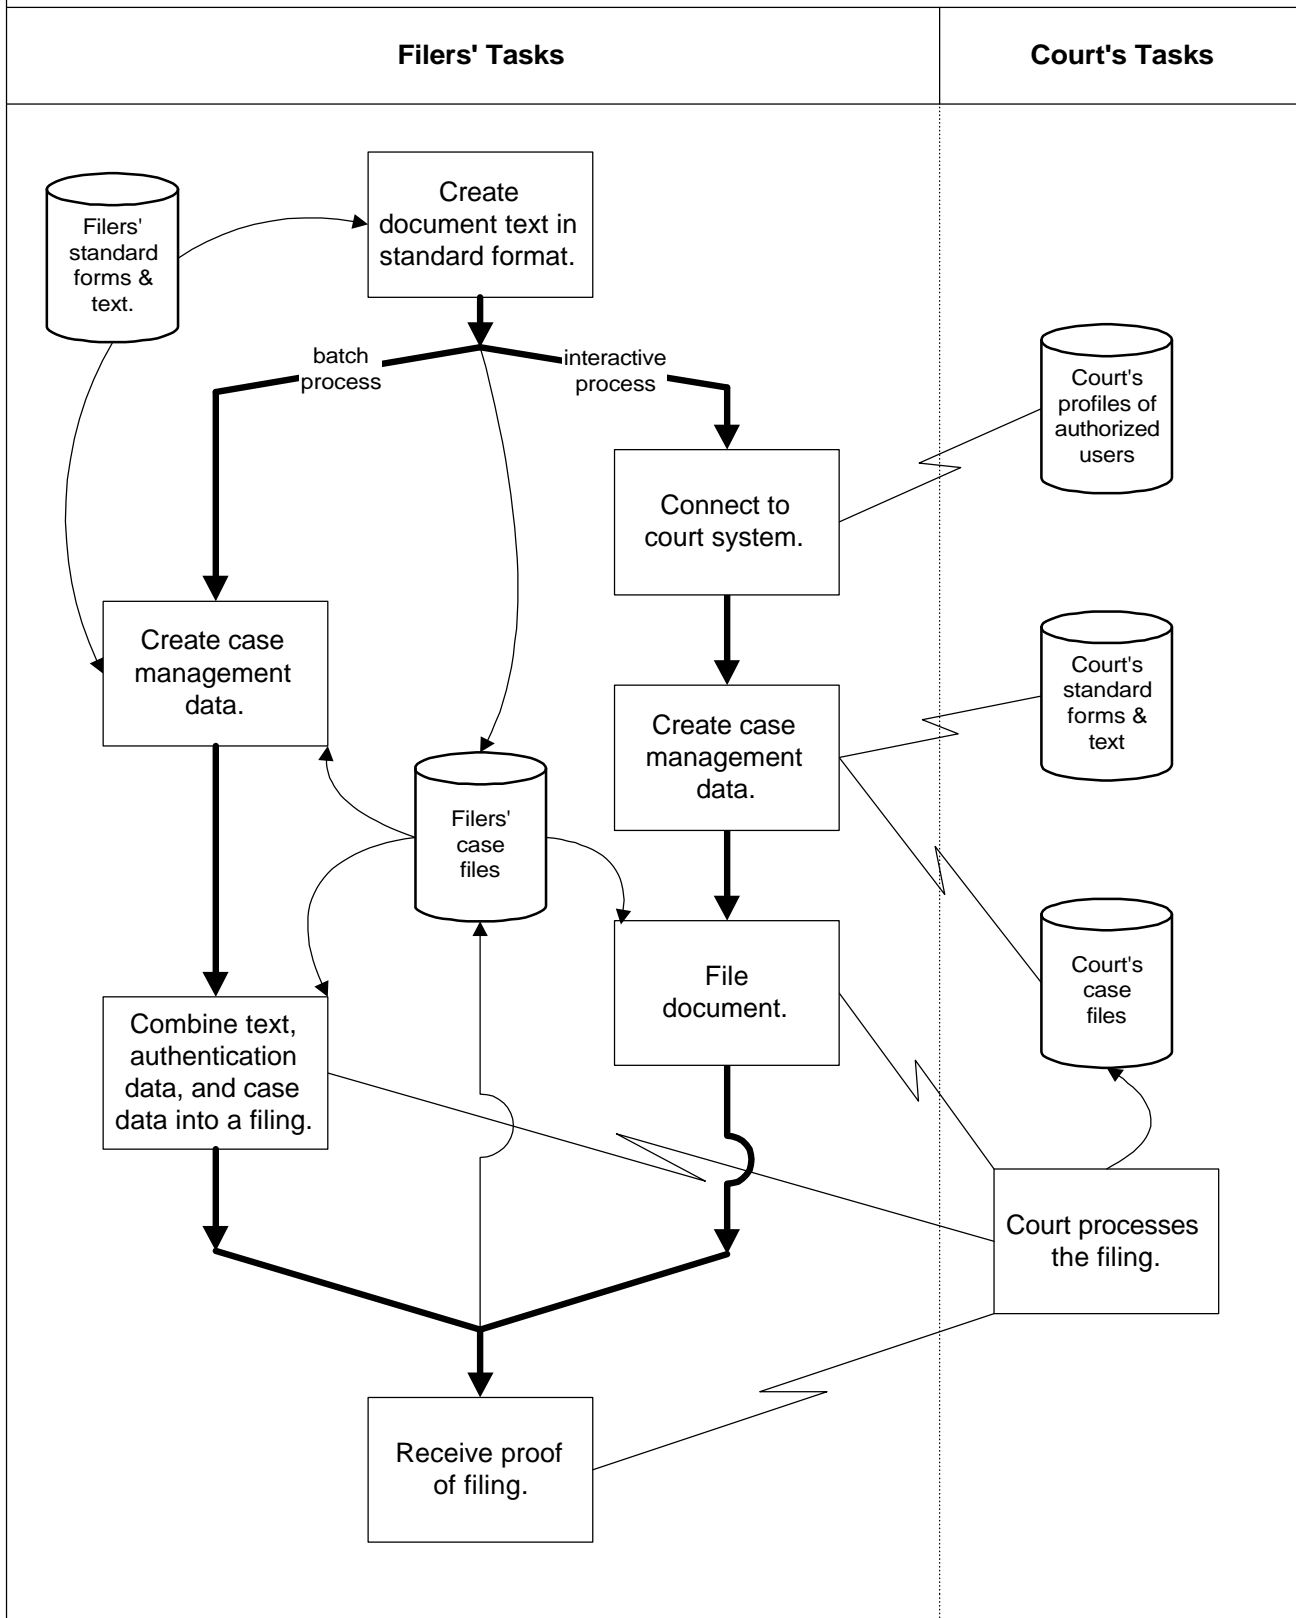 Filers' Tasks
Court's Tasks
Create
document text in
standard format.
Filers'
standard
forms &
text.
batch
process
interactive
process
Court's
profiles of
authorized
users
Connect to
court system.
Create case
management
data.
Court's
standard
forms &
text
Create case
management
data.
Filers'
case
files
File
document.
Court's
case
files
Combine text,
authentication
data, and case
data into a filing.
Court processes
the filing.
Receive proof
of filing.